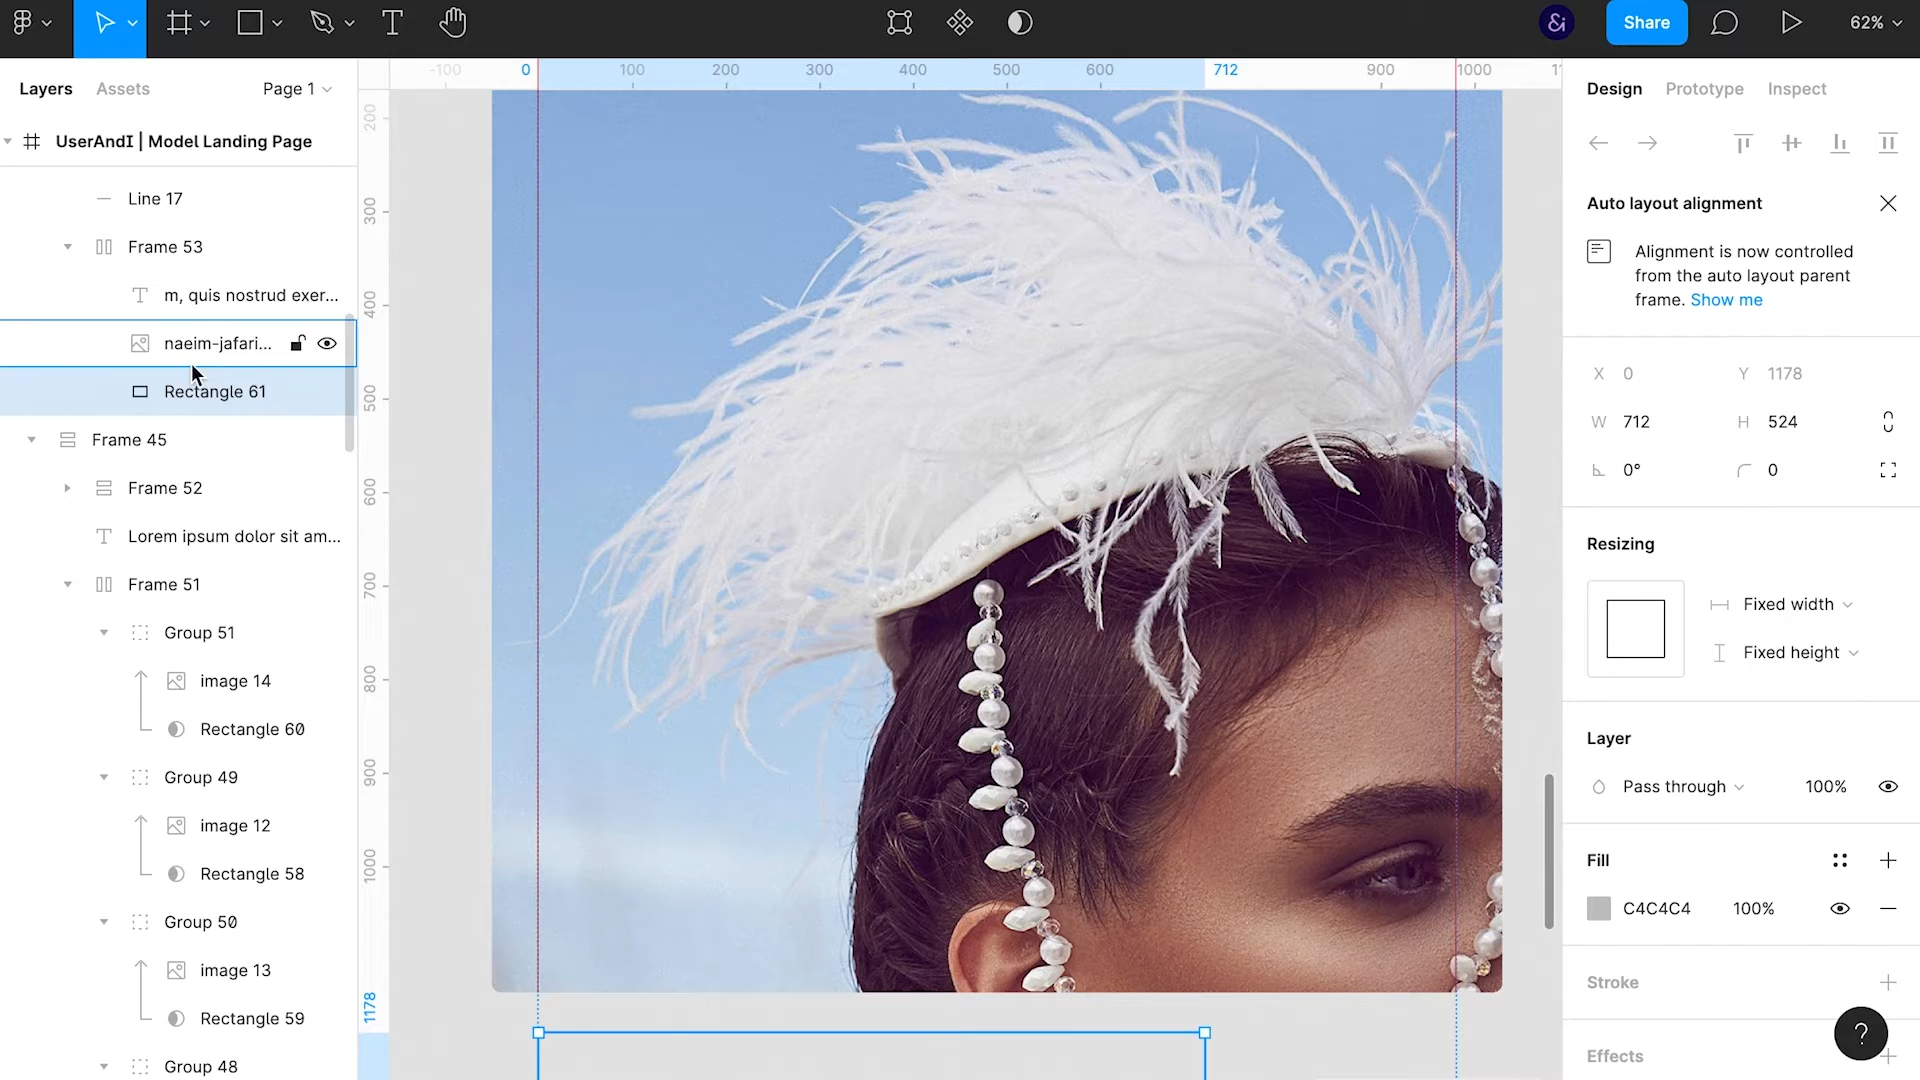 Share
62%
Layers
Assets
Page 1
UserAndI | Model Landing Page
Line 17
Frame 53
m, quis nostrud exer...
naeim-jafari...
Rectangle 61
Frame 45
Frame 52
Lorem ipsum dolor sit am...
Frame 51
Group 51
image 14
Rectangle 60
Group 49
image 12
Rectangle 58
Group 50
image 13
Rectangle 59
Group 48
-100
0
100
200
300
400
500
600
712
900
1000
200
300
400
500
600
700
800
900
1000
1178
Design
Prototype
Inspect
Auto layout alignment
Alignment is now controlled
from the auto layout parent
frame. Show me
X 0
Y 1178
W 712
H 524
0°
0
Resizing
Fixed width
Fixed height
Layer
Pass through
100%
Fill
C4C4C4
100%
Stroke
Effects
?